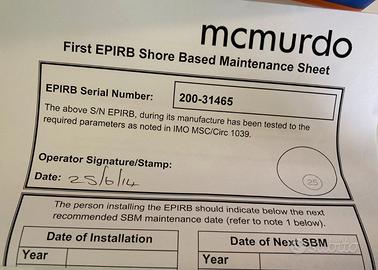 mcmurdo
First EPIRB Shore Based Maintenance Sheet
EPIRB Serial Number:
200-31465
The above S/N EPIRB, during its manufacture has been tested to the
required parameters as noted in IMO MSC/Circ 1039.
Operator Signature/Stamp:
25
Date: 25/6/14
The person installing the EPIRB should indicate below the next
recommended SBM maintenance date (refer to note 1 below).
Date of Installation
Date of Next SBM
Year
Year